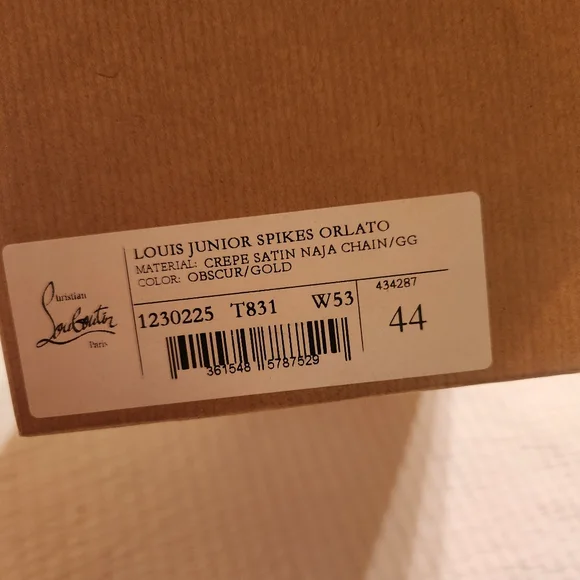 Christian
Louboutin
Paris
LOUIS JUNIOR SPIKES ORLATO
MATERIAL: CREPE SATIN NAJA CHAIN/GG
COLOR: OBSCUR/GOLD
1230225 T831 W53
361548 5787529
434287
44